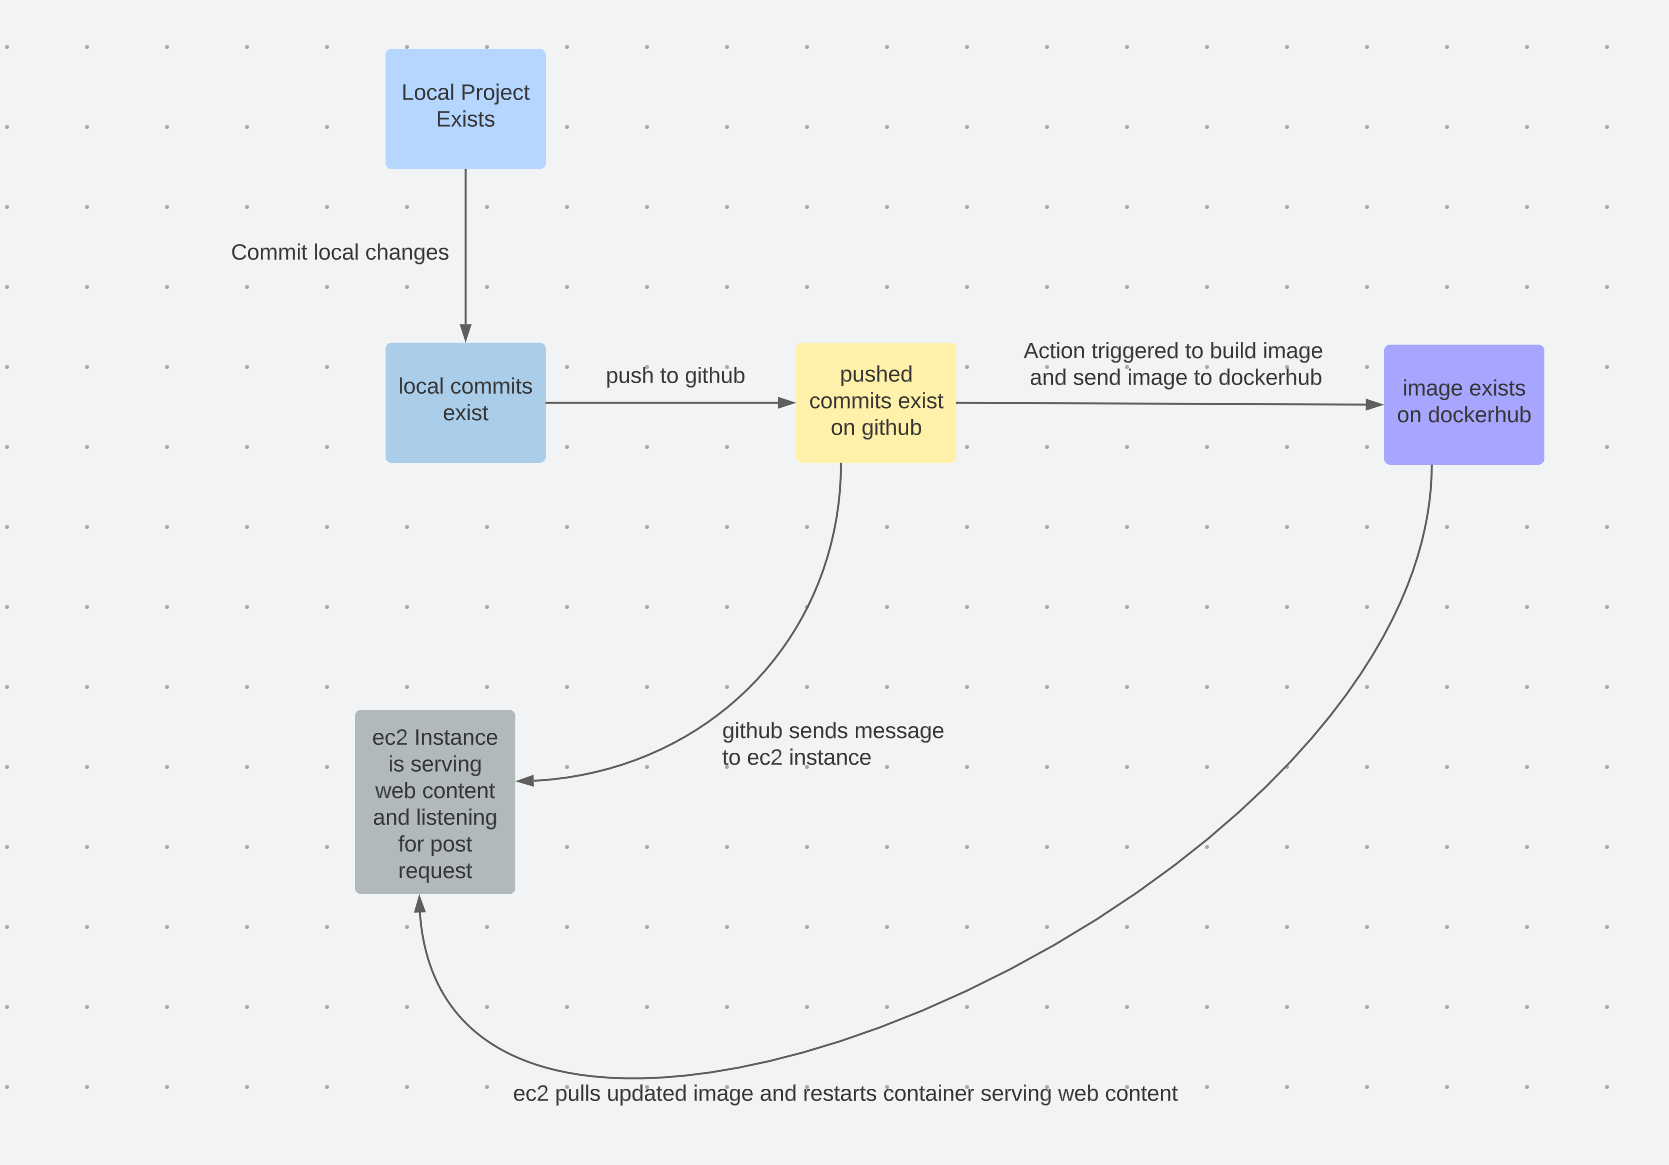 Local Project
Exists
Commit local changes
local commits
exist
push to github
pushed
commits exist
on github
Action triggered to build image
and send image to dockerhub
image exists
on dockerhub
github sends message
to ec2 instance
ec2 Instance
is serving
web content
and listening
for post
request
ec2 pulls updated image and restarts container serving web content